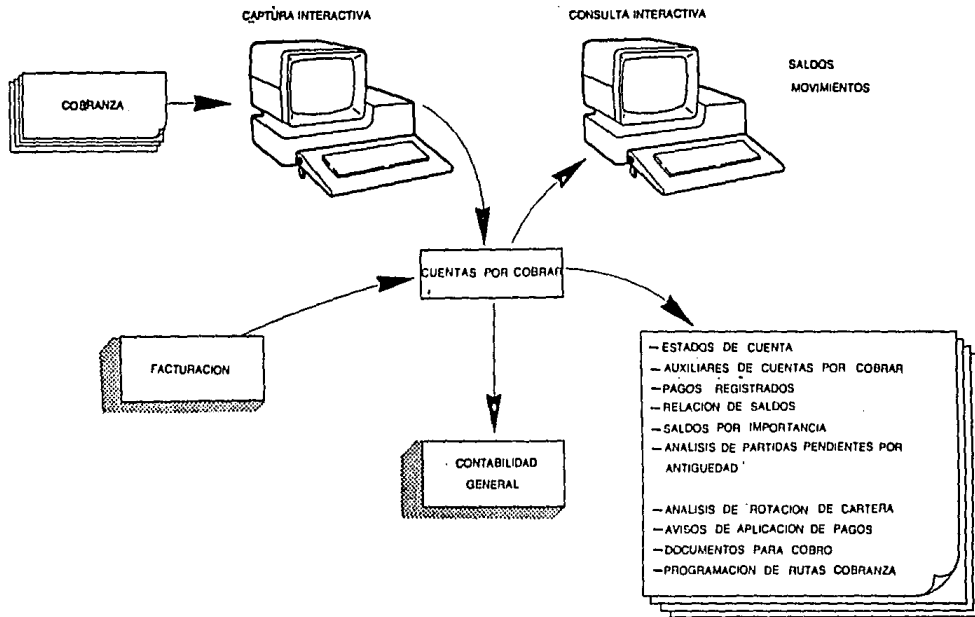 CAPTURA INTERACTIVA
CONSULTA INTERACTIVA
SALDOS
MOVIMIENTOS
COBRANZA
CUENTAS POR COBRAR
FACTURACION
CONTABILIDAD
GENERAL
—ESTADOS DE CUENTA
—AUXILIARES DE CUENTAS POR COBRAR
—PAGOS REGISTRADOS
—RELACION DE SALDOS
—SALDOS POR IMPORTANCIA
—ANALISIS DE PARTIDAS PENDIENTES POR
ANTIGUEDAD
—ANALISIS DE ROTACION DE CARTERA
—AVISOS DE APLICACION DE PAGOS
—DOCUMENTOS PARA COBRO
—PROGRAMACION DE RUTAS COBRANZA